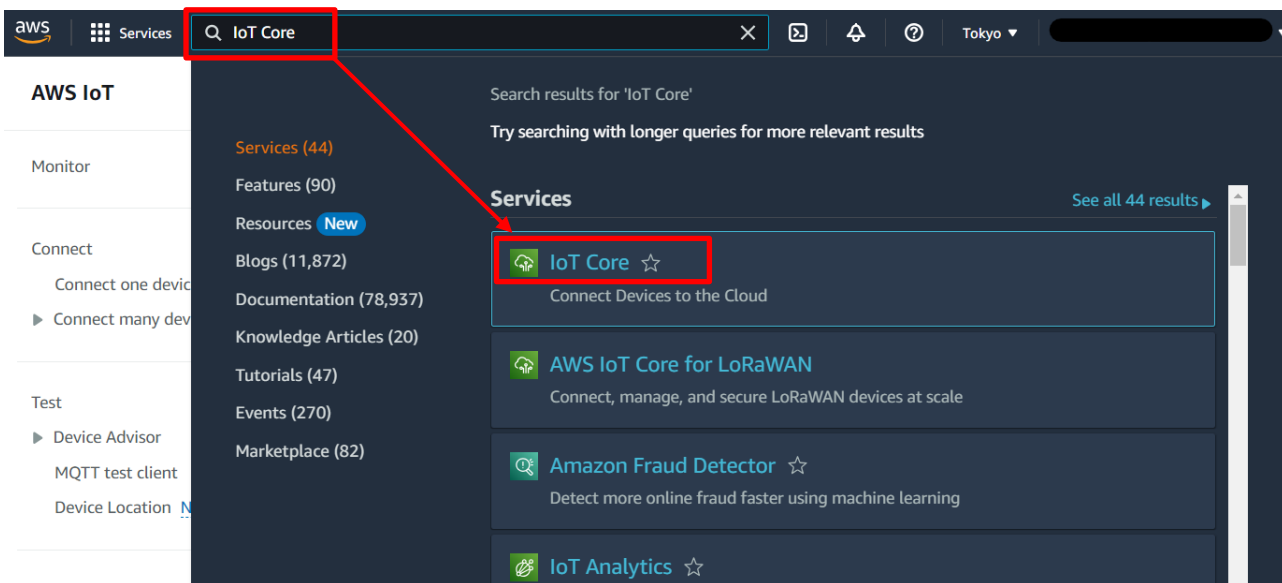 aws
Services
IoT Core
Tokyo
AWS IoT
Monitor
Connect
Connect one devic
Connect many dev
Test
Device Advisor
MQTT test client
Device Location N
Services (44)
Features (90)
Resources New
Blogs (11,872)
Documentation (78,937)
Knowledge Articles (20)
Tutorials (47)
Events (270)
Marketplace (82)
Search results for 'IoT Core'
Try searching with longer queries for more relevant results
Services
See all 44 results
IoT Core
Connect Devices to the Cloud
AWS IoT Core for LoRaWAN
Connect, manage, and secure LoRaWAN devices at scale
Amazon Fraud Detector
Detect more online fraud faster using machine learning
IoT Analytics